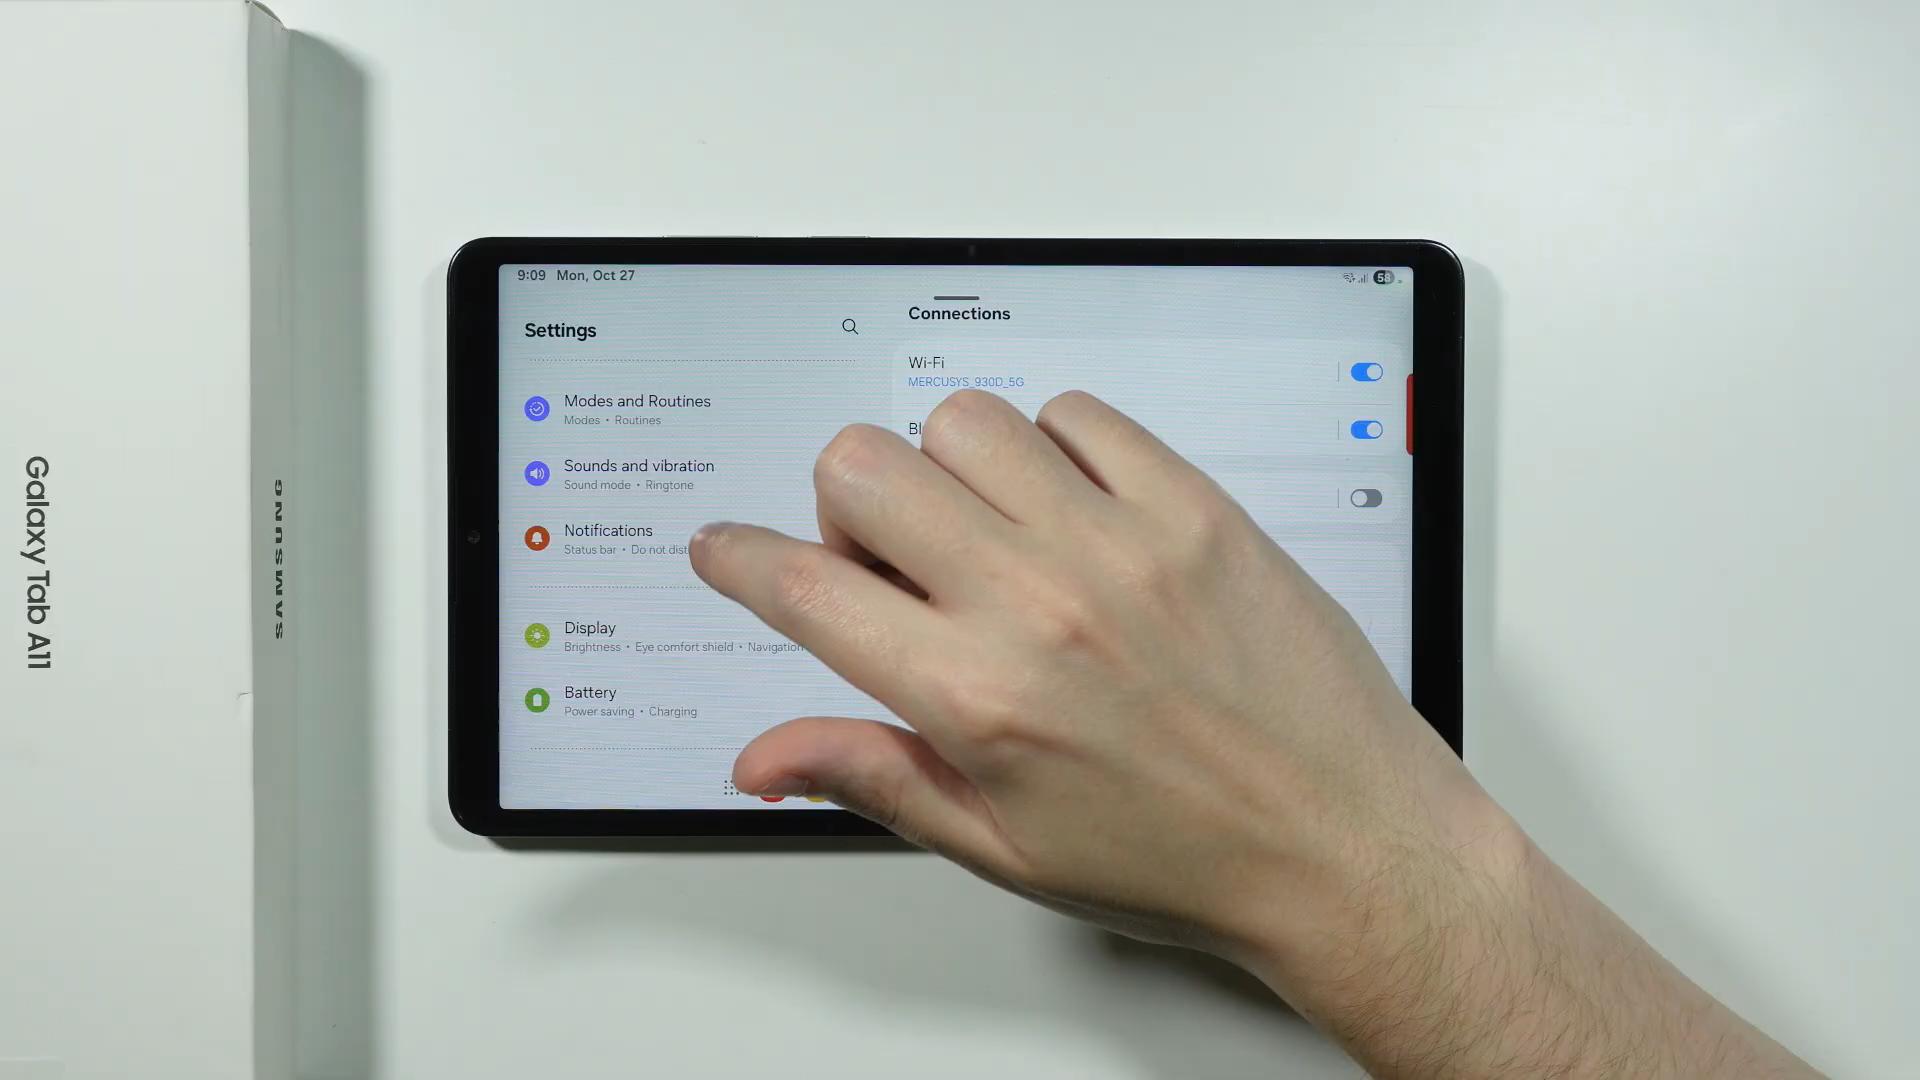 Galaxy Tab A11
SAMSUNG
9:09 Mon, Oct 27
58
Settings
Modes and Routines
Modes • Routines
Sounds and vibration
Sound mode • Ringtone
Notifications
Status bar • Do not dist
Display
Brightness • Eye comfort shield • Navigation
Battery
Power saving • Charging
Connections
Wi-Fi
MERCUSYS_930D_5G
Bl